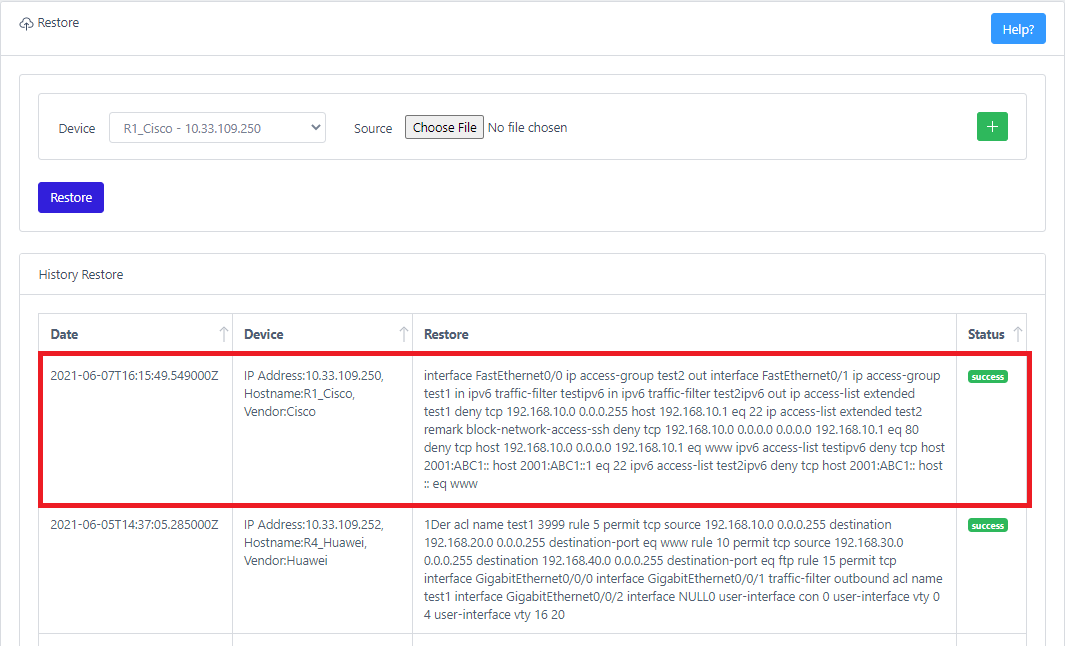 Restore
Help?
Device R1_Cisco - 10.33.109.250 Source Choose File No file chosen +
Restore
History Restore
Date Device Restore Status
2021-06-07T16:15:49.549000Z IP Address:10.33.109.250, interface FastEthernet0/0 ip access-group test2 out interface FastEthernet0/1 ip access-group success
Hostname:R1_Cisco, test1 in ipv6 traffic-filter testipv6 in ipv6 traffic-filter test2ipv6 out ip access-list extended
Vendor:Cisco test1 deny tcp 192.168.10.0 0.0.0.255 host 192.168.10.1 eq 22 ip access-list extended test2
remark block-network-access-ssh deny tcp 192.168.10.0 0.0.0.0 0.0.0.0 192.168.10.1 eq 80
deny tcp host 192.168.10.0 0.0.0.0 192.168.10.1 eq www ipv6 access-list testipv6 deny tcp host
2001:ABC1:: host 2001:ABC1::1 eq 22 ipv6 access-list test2ipv6 deny tcp host 2001:ABC1:: host
:: eq www
2021-06-05T14:37:05.285000Z IP Address:10.33.109.252, 1Der acl name test1 3999 rule 5 permit tcp source 192.168.10.0 0.0.0.255 destination success
Hostname:R4_Huawei, 192.168.20.0 0.0.0.255 destination-port eq www rule 10 permit tcp source 192.168.30.0
Vendor:Huawei 0.0.0.255 destination 192.168.40.0 0.0.0.255 destination-port eq ftp rule 15 permit tcp
interface GigabitEthernet0/0/0 interface GigabitEthernet0/0/1 traffic-filter outbound acl name
test1 interface GigabitEthernet0/0/2 interface NULL0 user-interface con 0 user-interface vty 0
4 user-interface vty 16 20